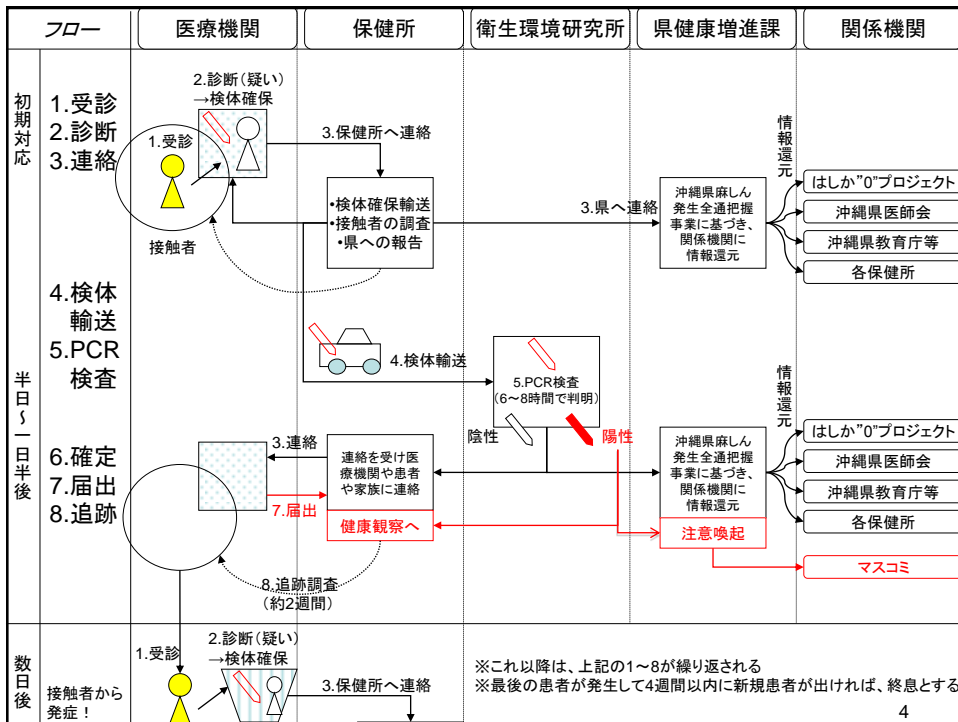 フロー
医療機関
保健所
衛生環境研究所
県健康増進課
関係機関
初期対応
1.受診
2.診断
3.連絡
2.診断(疑い)
→検体確保
1.受診
接触者
3.保健所へ連絡
•検体確保輸送
•接触者の調査
•県への報告
3.県へ連絡
沖縄県麻しん
発生全通把握
事業に基づき、
関係機関に
情報還元
情報還元
はしか”0”プロジェクト
沖縄県医師会
沖縄県教育庁等
各保健所
半日～一日半後
4.検体
輸送
5.PCR
検査
4.検体輸送
5.PCR検査
(6～8時間で判明)
陰性
陽性
6.確定
7.届出
8.追跡
3.連絡
7.届出
連絡を受け医
療機関や患者
や家族に連絡
健康観察へ
8.追跡調査
(約2週間)
沖縄県麻しん
発生全通把握
事業に基づき、
関係機関に
情報還元
注意喚起
情報還元
はしか”0”プロジェクト
沖縄県医師会
沖縄県教育庁等
各保健所
マスコミ
数日後
接触者から
発症！
1.受診
2.診断(疑い)
→検体確保
3.保健所へ連絡
※これ以降は、上記の1～8が繰り返される
※最後の患者が発生して4週間以内に新規患者が出ければ、終息とする
4